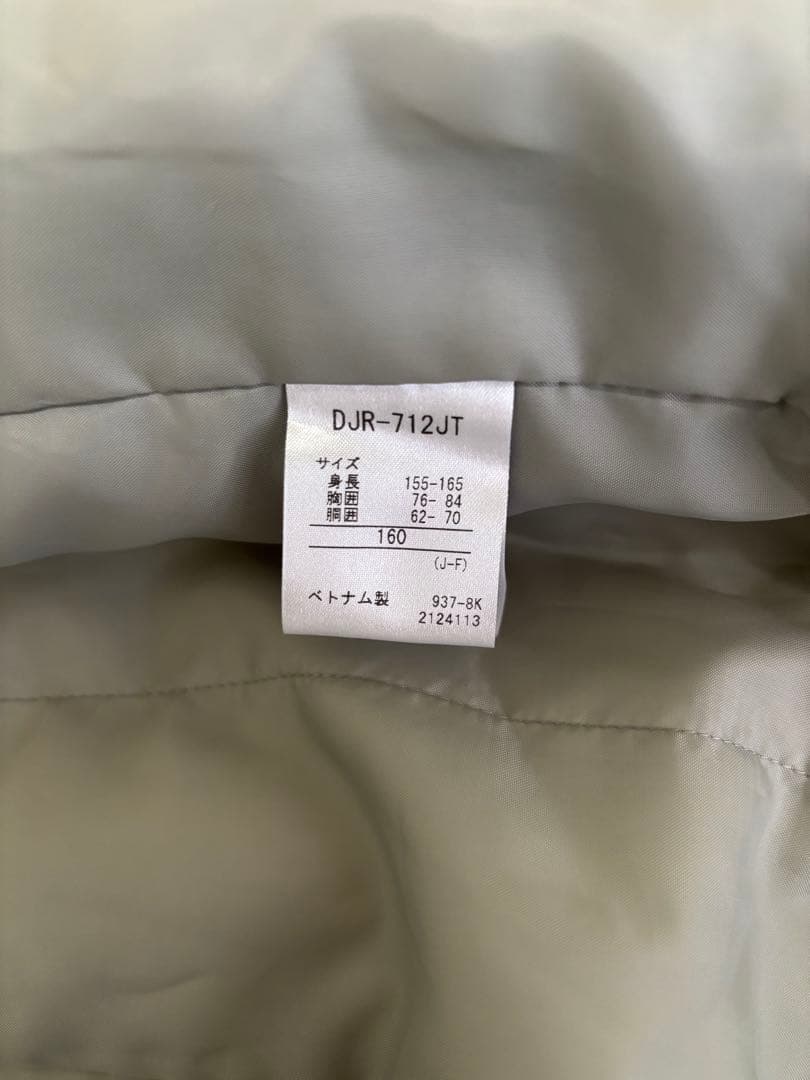 DJR-712JT
サイズ
身長 155-165
胸囲 76- 84
胴囲 62- 70
160
(J-F)
ベトナム製 937-8K
2124113